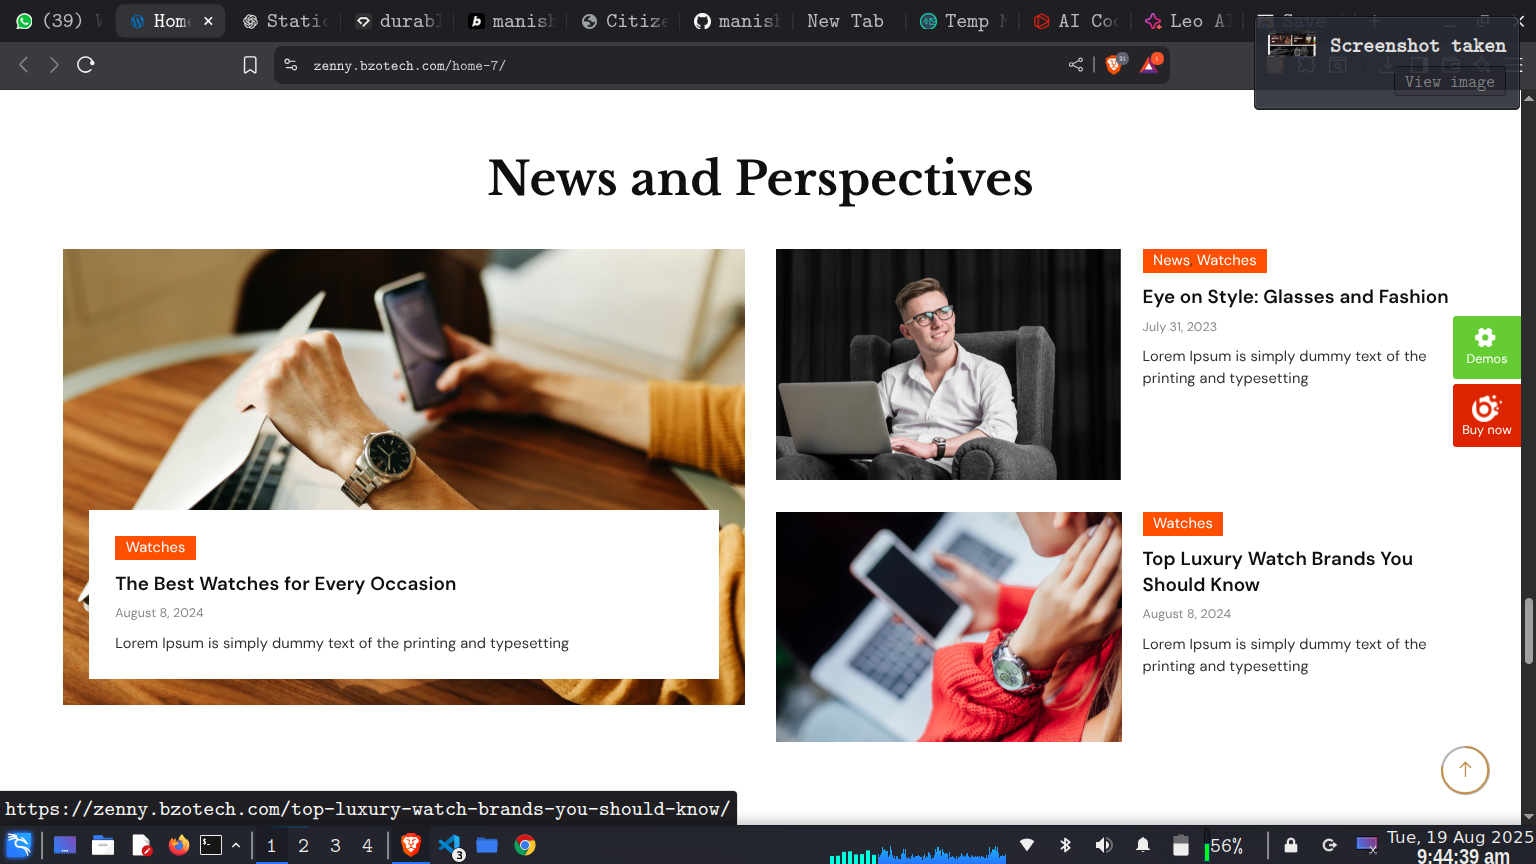 (39)
Home
Static
manish
Citize
manish
New Tab
Temp
AI Co
Leo A
Screenshot taken
View image
zenny.bzotech.com/home-7/
News and Perspectives
News, Watches
Eye on Style: Glasses and Fashion
July 31, 2023
Lorem Ipsum is simply dummy text of the
printing and typesetting
Demos
Buy now
Watches
The Best Watches for Every Occasion
August 8, 2024
Lorem Ipsum is simply dummy text of the printing and typesetting
Watches
Top Luxury Watch Brands You
Should Know
August 8, 2024
Lorem Ipsum is simply dummy text of the
printing and typesetting
https://zenny.bzotech.com/top-luxury-watch-brands-you-should-know/
1 2 3 4
3
56%
Tue, 19 Aug 2025
9:44:39 am